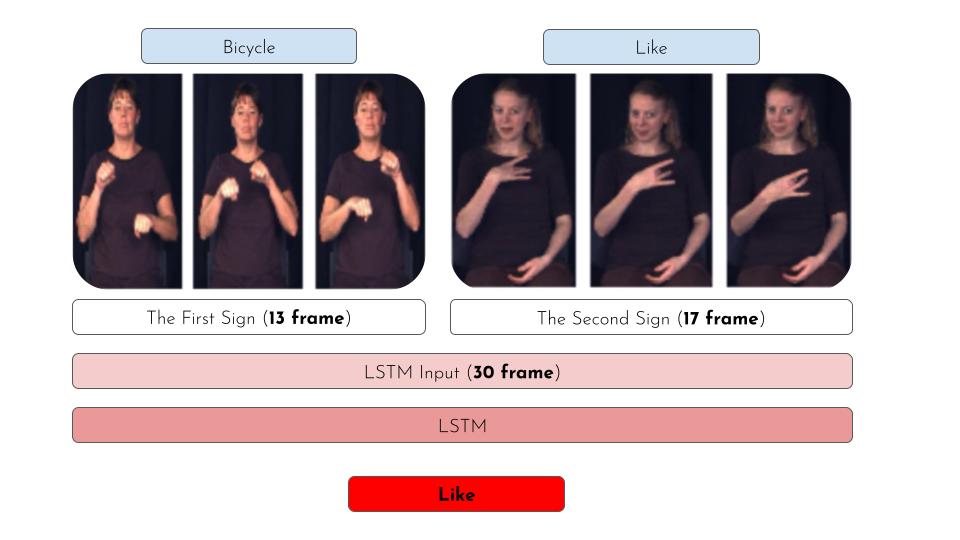 Bicycle
Like
The First Sign (13 frame)
The Second Sign (17 frame)
LSTM Input (30 frame)
LSTM
Like